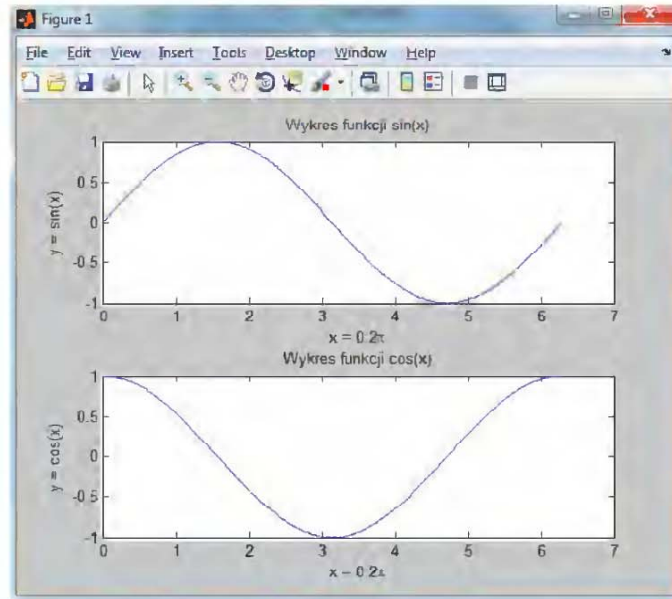 Figure 1
File Edit View Insert Tools Desktop Window Help
Wykres funkcji sin(x)
y = sin(x)
1
0.5
0
-0.5
-1
0 1 2 3 4 5 6 7
x = 0:2π
Wykres funkcji cos(x)
y = cos(x)
1
0.5
0
-0.5
-1
0 1 2 3 4 5 6 7
x = 0:2π